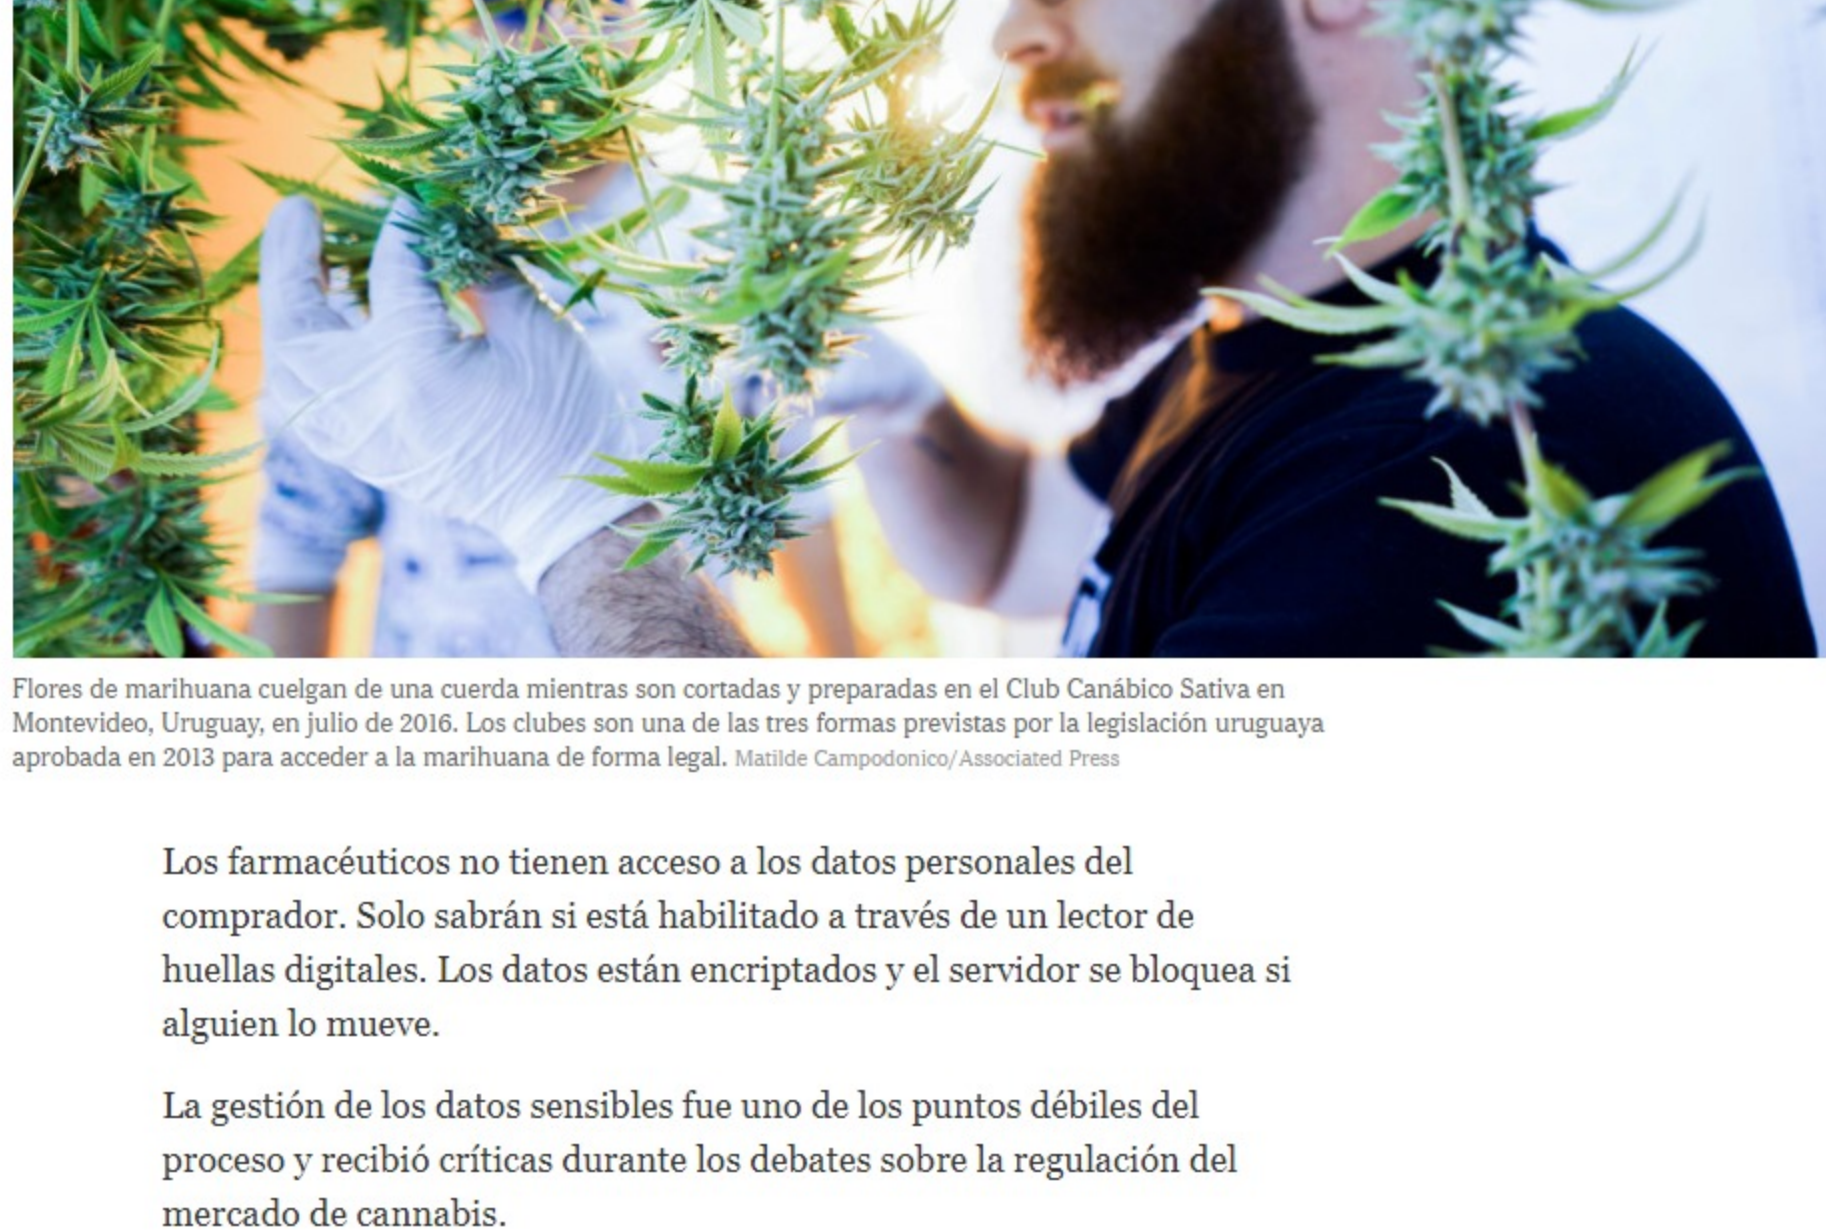 Flores de marihuana cuelgan de una cuerda mientras son cortadas y preparadas en el Club Canábico Sativa en
Montevideo, Uruguay, en julio de 2016. Los clubes son una de las tres formas previstas por la legislación uruguaya
aprobada en 2013 para acceder a la marihuana de forma legal. Matilde Campodonico/Associated Press
Los farmacéuticos no tienen acceso a los datos personales del
comprador. Solo sabrán si está habilitado a través de un lector de
huellas digitales. Los datos están encriptados y el servidor se bloquea si
alguien lo mueve.
La gestión de los datos sensibles fue uno de los puntos débiles del
proceso y recibió críticas durante los debates sobre la regulación del
mercado de cannabis.